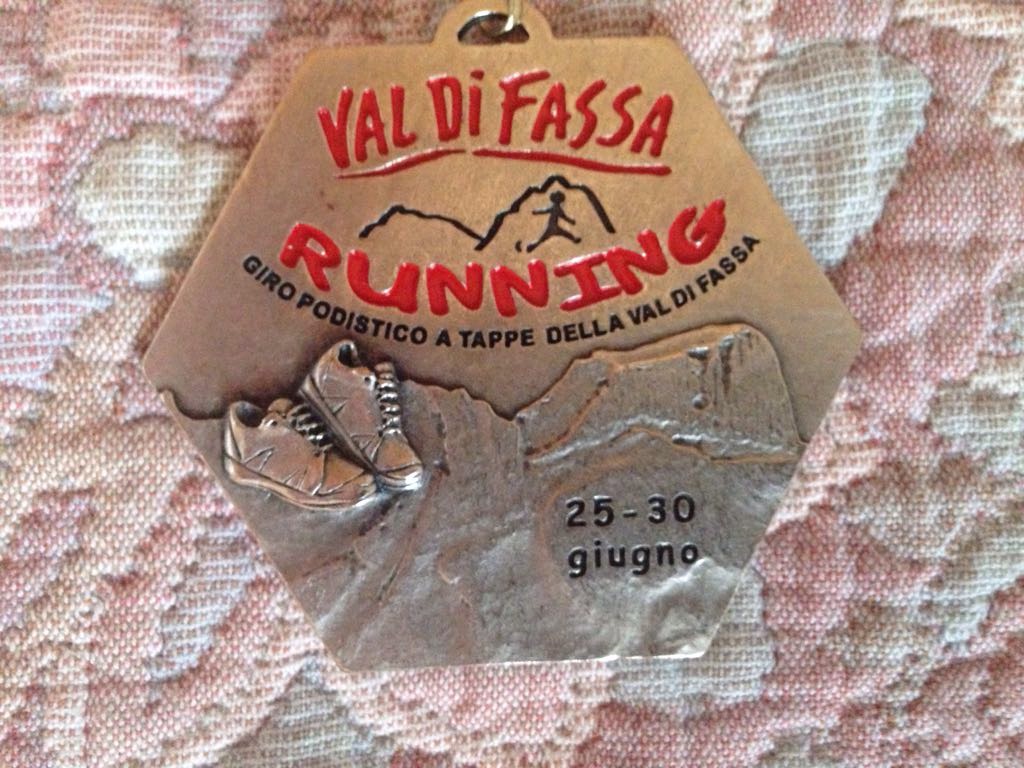 VAL Di FASSA
RUNNING
GIRO PODISTICO A TAPPE DELLA VAL DI FASSA
25-30
giugno